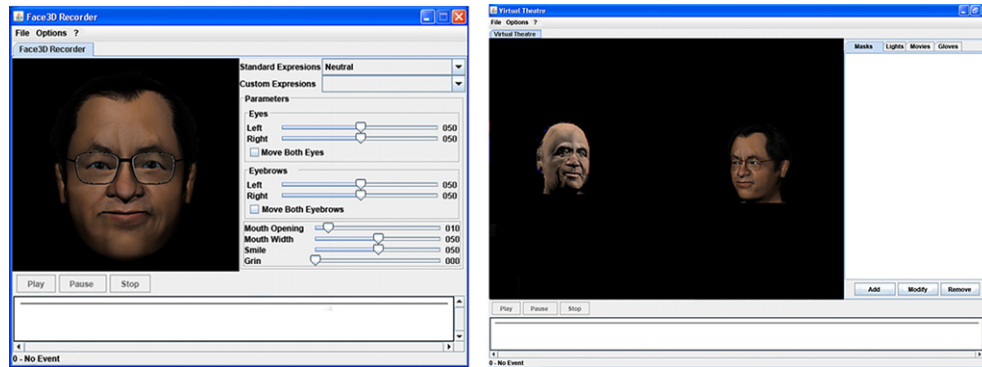 Face3D Recorder
File Options ?
Face3D Recorder
Standard Expresions Neutral
Custom Expresions
Parameters
Eyes
Left 050
Right 050
Move Both Eyes
Eyebrows
Left 050
Right 050
Move Both Eyebrows
Mouth Opening 010
Mouth Width 050
Smile 050
Grin 000
Play Pause Stop
0 - No Event
Virtual Theatre
File Options ?
Virtual Theatre
Masks Lights Movies Gloves
Add Modify Remove
Play Pause Stop
0 - No Event